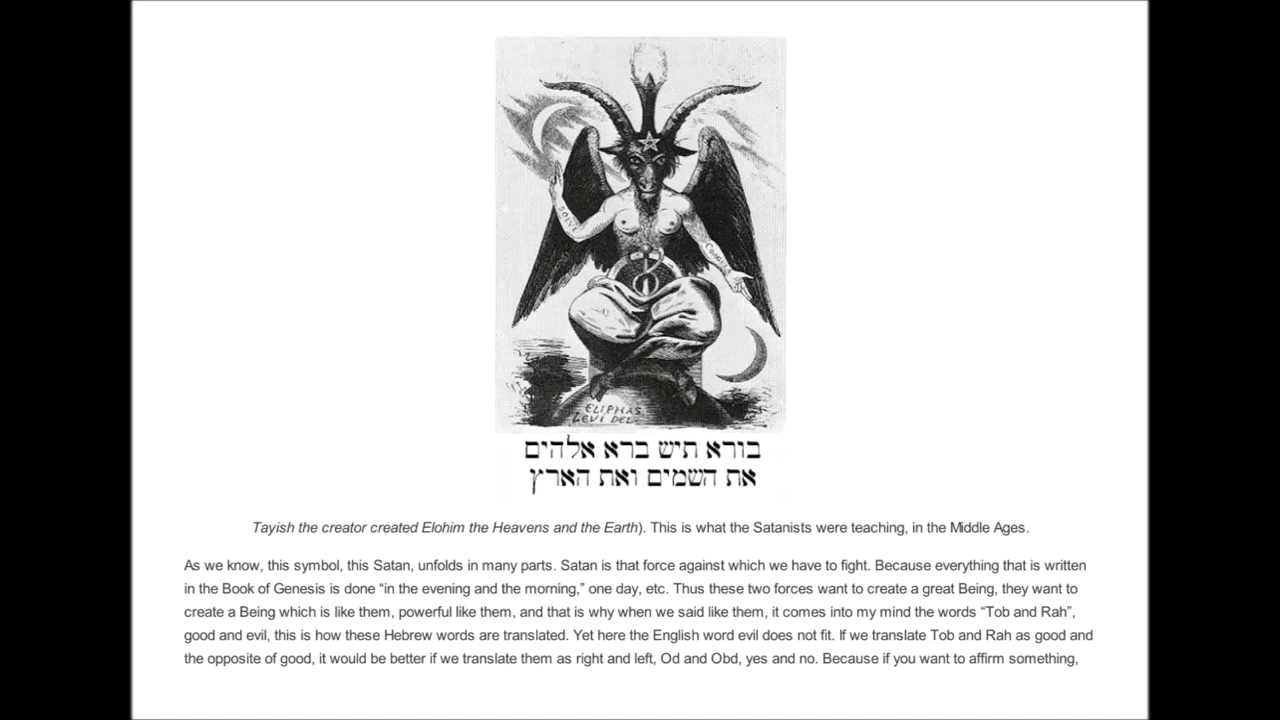 SOLVE
COAGULA
ELIPHAS
LEVI DEL.
בורא תיש ברא אלהים
את השמים ואת הארץ
Tayish the creator created Elohim the Heavens and the Earth). This is what the Satanists were teaching, in the Middle Ages.
As we know, this symbol, this Satan, unfolds in many parts. Satan is that force against which we have to fight. Because everything that is written
in the Book of Genesis is done “in the evening and the morning,” one day, etc. Thus these two forces want to create a great Being, they want to
create a Being which is like them, powerful like them, and that is why when we said like them, it comes into my mind the words “Tob and Rah”,
good and evil, this is how these Hebrew words are translated. Yet here the English word evil does not fit. If we translate Tob and Rah as good and
the opposite of good, it would be better if we translate them as right and left, Od and Obd, yes and no. Because if you want to affirm something,